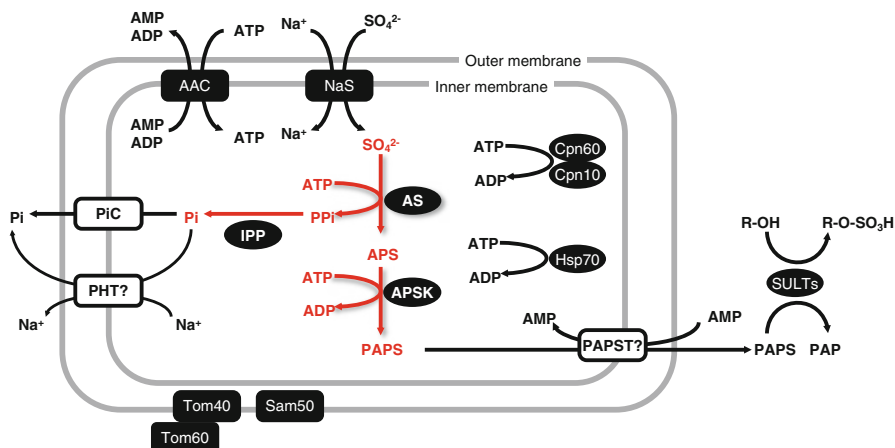 AMP
ADP
ATP
Na⁺
SO₄²⁻
Outer membrane
AAC
NaS
Inner membrane
AMP
ADP
ATP
Na⁺
SO₄²⁻
ATP
Cpn60
ADP
Cpn10
ATP
AS
Pi
PiC
Pi
PPi
IPP
R-OH
R-O-SO₃H
APS
ATP
Hsp70
ADP
ATP
APSK
ADP
SULTs
PHT?
Na⁺
Na⁺
AMP
AMP
PAPST?
PAPS
PAPS
PAP
Tom40
Sam50
Tom60